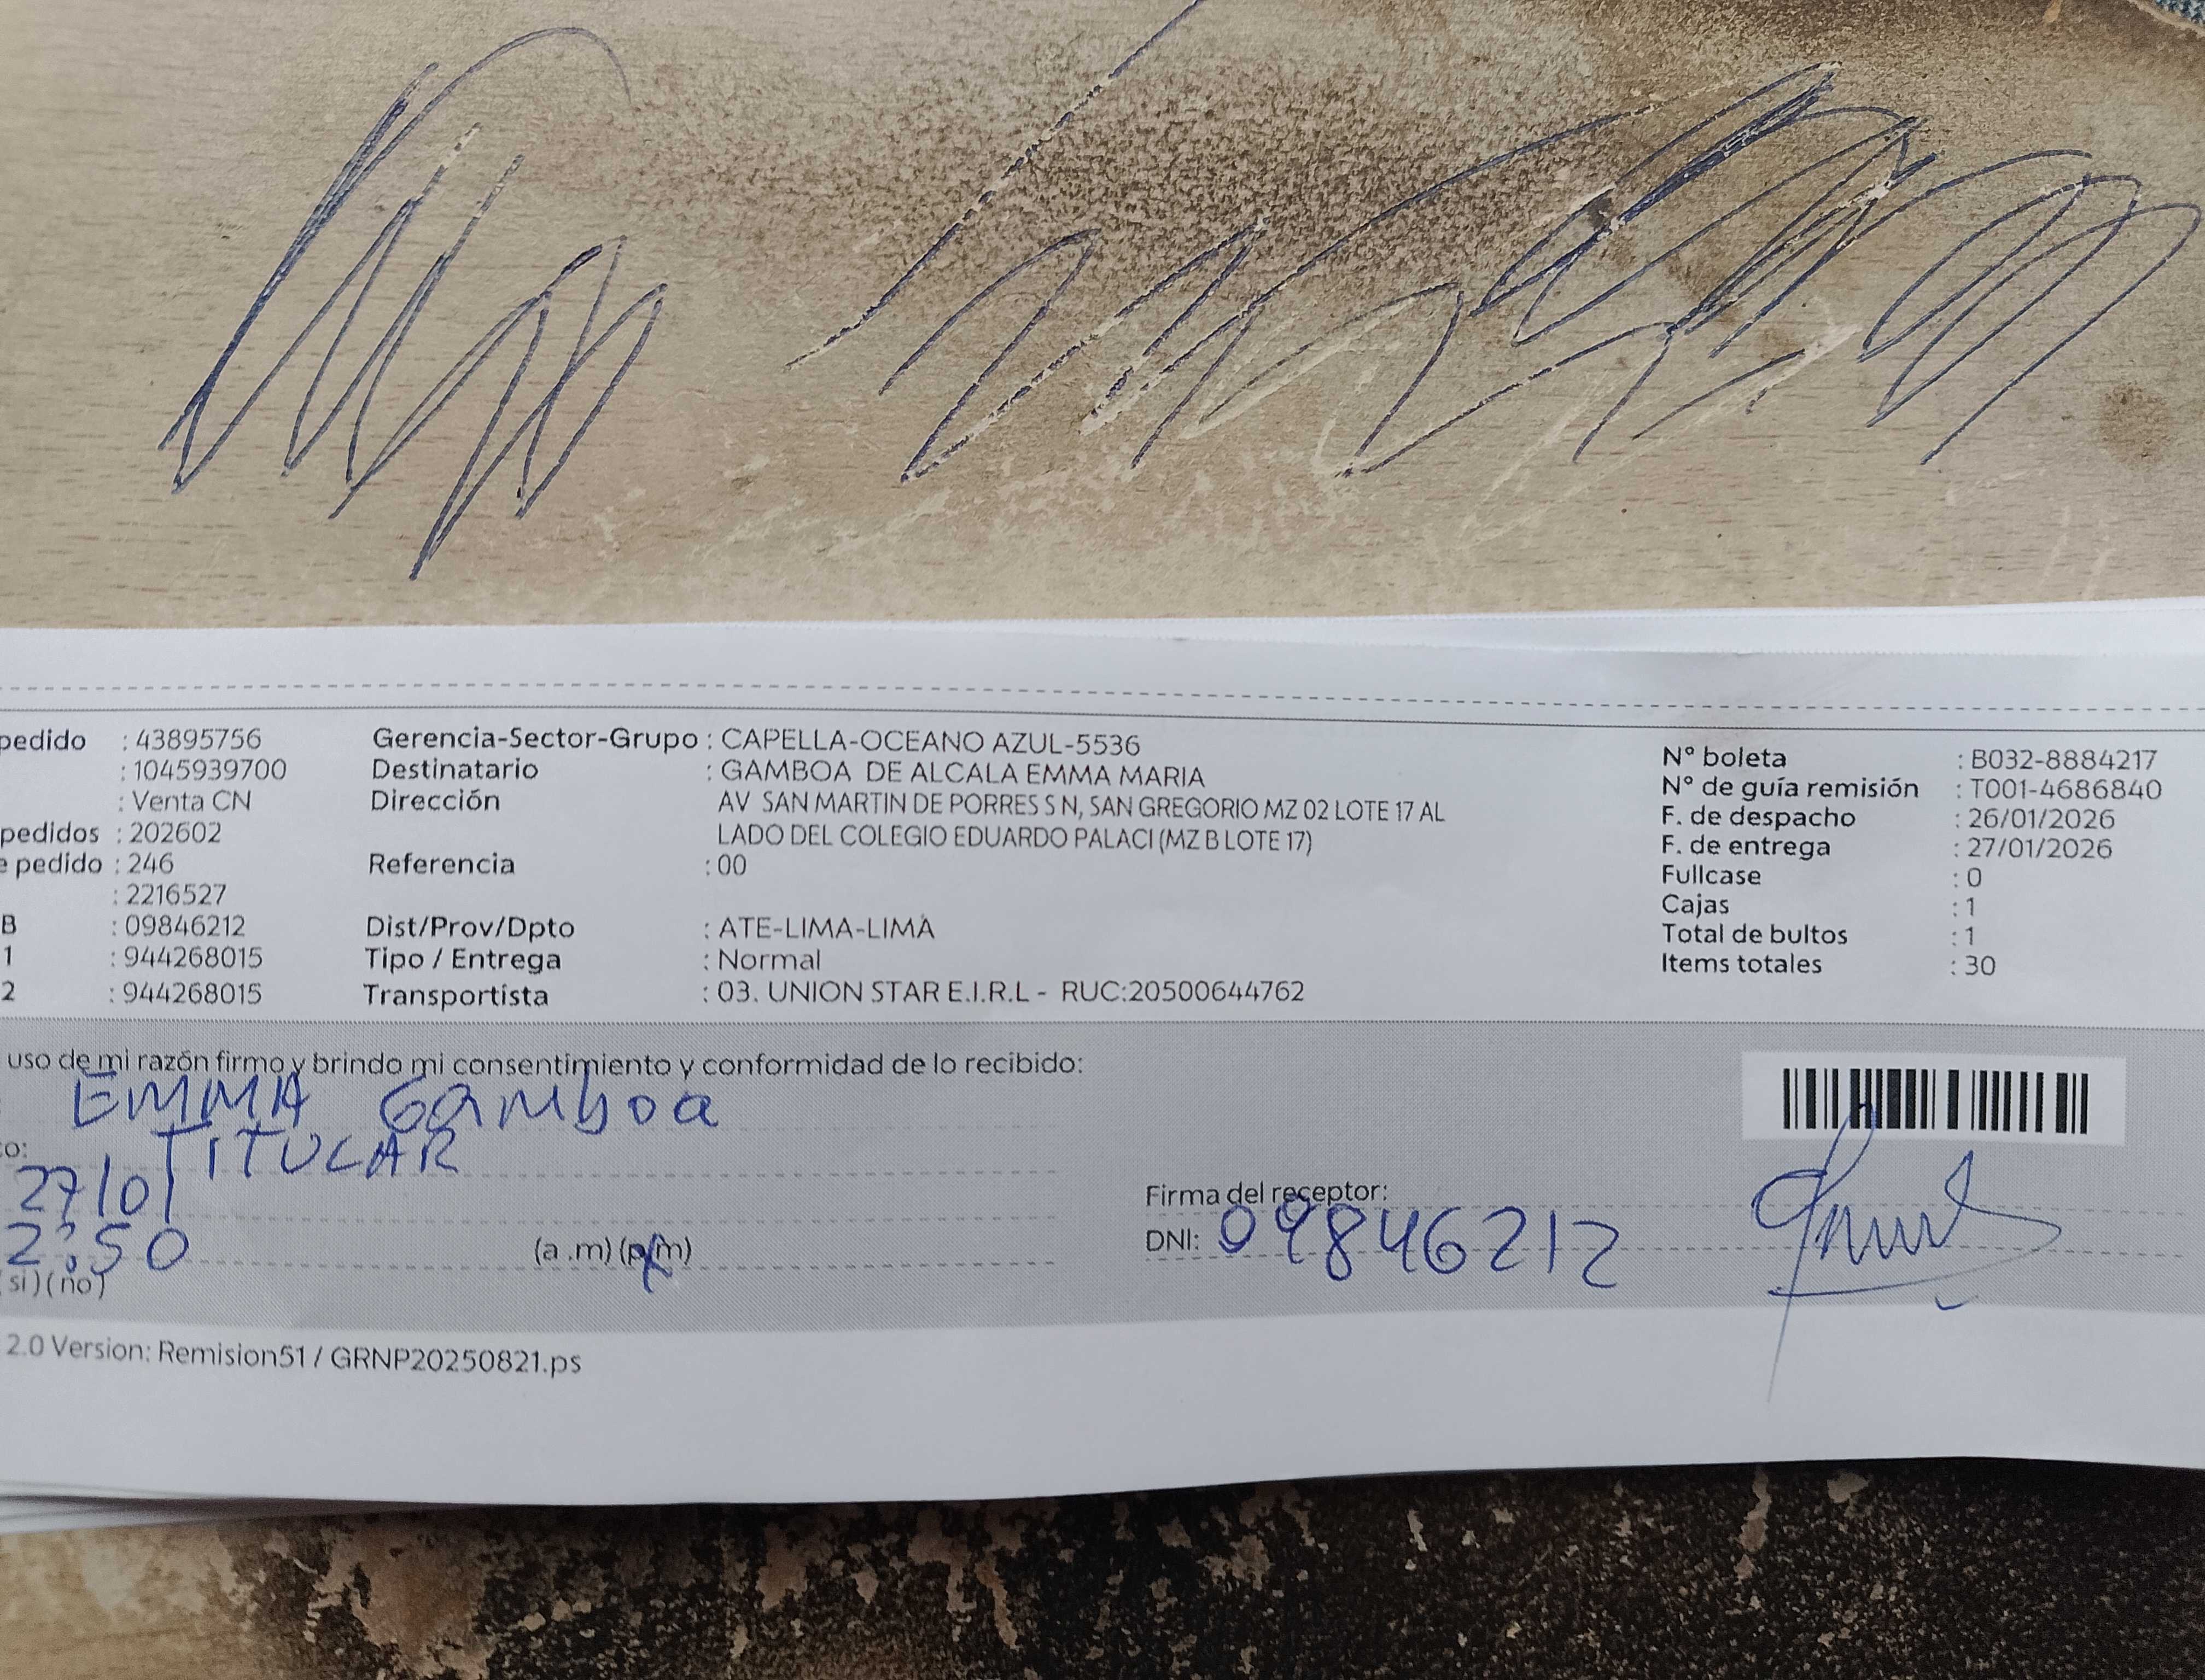 pedido : 43895756 Gerencia-Sector-Grupo : CAPELLA-OCEANO AZUL-5536 N° boleta : B032-8884217
: 1045939700 Destinatario : GAMBOA DE ALCALA EMMA MARIA N° de guía remisión : T001-4686840
: Venta CN Dirección AV SAN MARTIN DE PORRES S N, SAN GREGORIO MZ 02 LOTE 17 AL F. de despacho : 26/01/2026
pedidos : 202602 LADO DEL COLEGIO EDUARDO PALACI (MZ B LOTE 17) F. de entrega : 27/01/2026
e pedido : 246 Referencia : 00 Fullcase : 0
: 2216527 Cajas : 1
B : 09846212 Dist/Prov/Dpto : ATE-LIMA-LIMA Total de bultos : 1
1 : 944268015 Tipo / Entrega : Normal Items totales : 30
2 : 944268015 Transportista : 03. UNION STAR E.I.R.L - RUC:20500644762
uso de mi razón firmo y brindo mi consentimiento y conformidad de lo recibido:
EMMA Gamboa
o: TITULAR
27/01 Firma del receptor:
2:50 (a .m) (p.m) DNI: 09846212
si ) ( no )
2.0 Version: Remision51 / GRNP20250821.ps